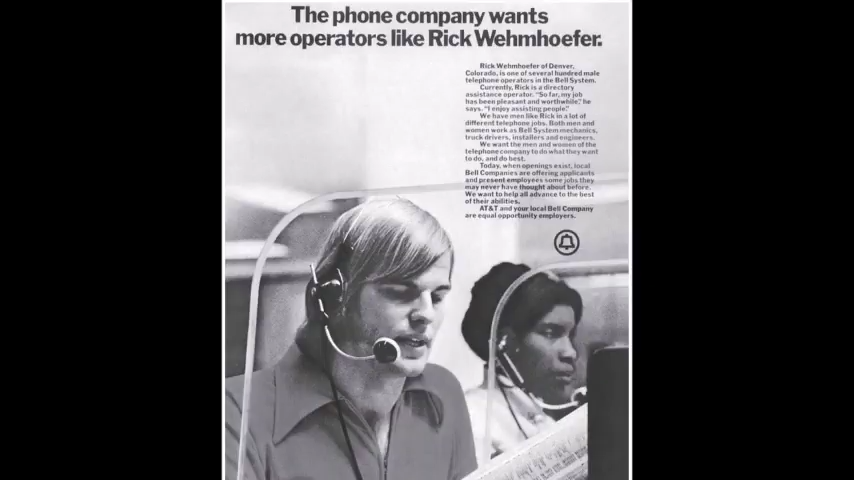 The phone company wants
more operators like Rick Wehmhoefer.
Rick Wehmhoefer of Denver,
Colorado, is one of several hundred male
telephone operators in the Bell System.
Currently, Rick is a directory
assistance operator. "So far, my job
has been pleasant and worthwhile," he
says. "I enjoy assisting people."
We have men like Rick in a lot of
different telephone jobs. Both men and
women work as Bell System mechanics,
truck drivers, installers and engineers.
We want the men and women of the
telephone company to do what they want
to do, and do best.
Today, when openings exist, local
Bell Companies are offering applicants
and present employees some jobs they
may never have thought about before.
We want to help all advance to the best
of their abilities.
AT&T and your local Bell Company
are equal opportunity employers.